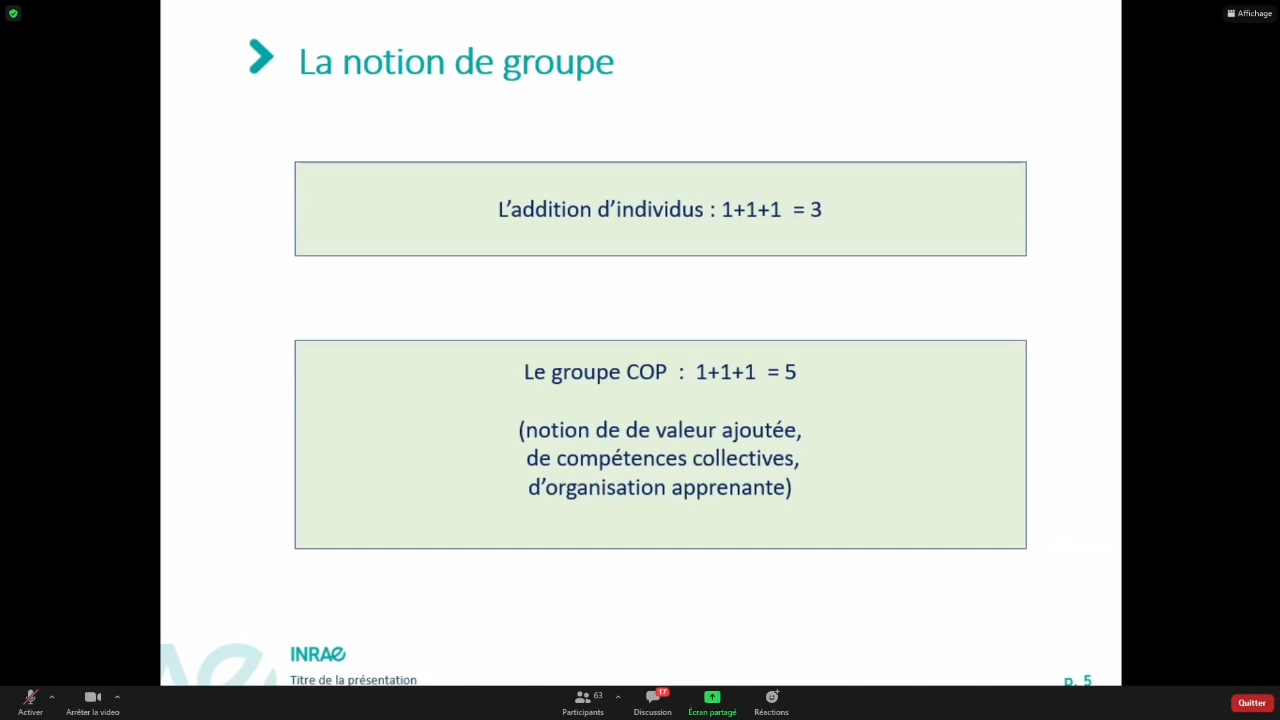 Affichage
La notion de groupe
L’addition d’individus : 1+1+1 = 3
Le groupe COP : 1+1+1 = 5
(notion de de valeur ajoutée,
de compétences collectives,
d’organisation apprenante)
INRAE
Titre de la présentation
p. 5
Activer
Arrêter la video
63
Participants
17
Discussion
Écran partagé
Réactions
Quitter